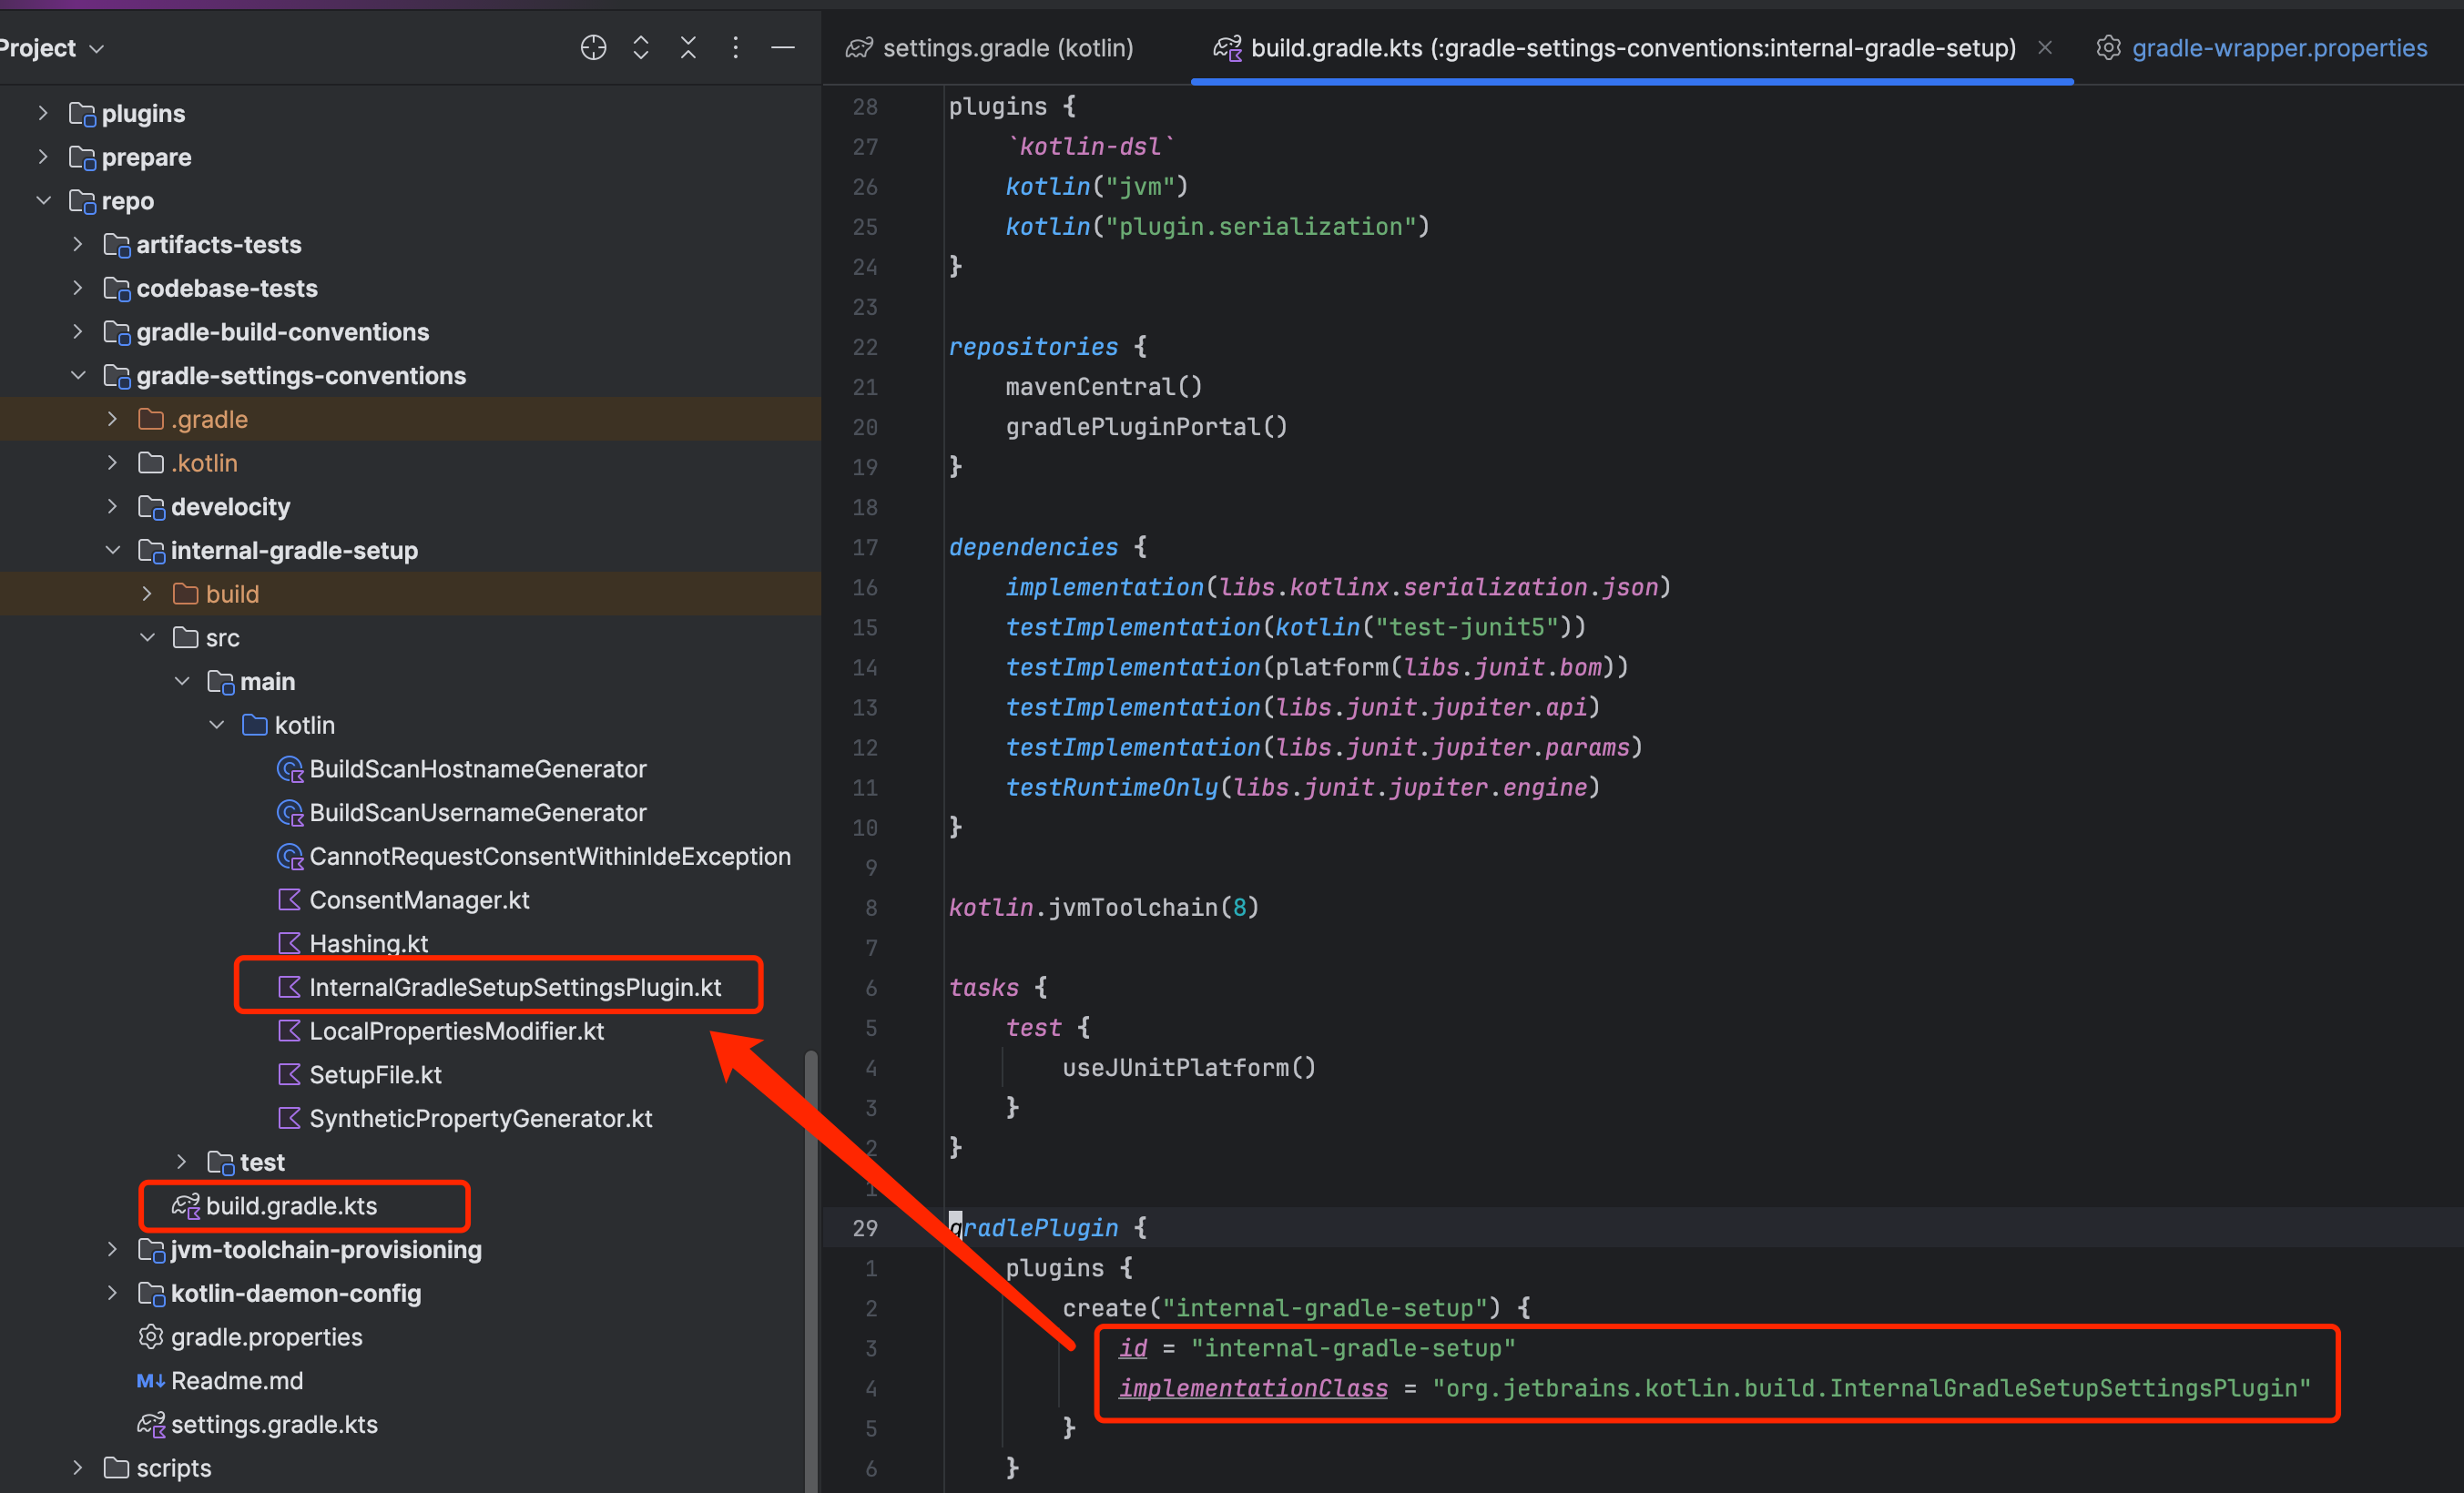 Project
plugins
prepare
repo
artifacts-tests
codebase-tests
gradle-build-conventions
gradle-settings-conventions
.gradle
.kotlin
develocity
internal-gradle-setup
build
src
main
kotlin
BuildScanHostnameGenerator
BuildScanUsernameGenerator
CannotRequestConsentWithinIdeException
ConsentManager.kt
Hashing.kt
InternalGradleSetupSettingsPlugin.kt
LocalPropertiesModifier.kt
SetupFile.kt
SyntheticPropertyGenerator.kt
test
build.gradle.kts
jvm-toolchain-provisioning
kotlin-daemon-config
gradle.properties
M↓ Readme.md
settings.gradle.kts
scripts
settings.gradle (kotlin) build.gradle.kts (:gradle-settings-conventions:internal-gradle-setup) gradle-wrapper.properties
28 plugins {
27 `kotlin-dsl`
26 kotlin("jvm")
25 kotlin("plugin.serialization")
24 }
23
22 repositories {
21 mavenCentral()
20 gradlePluginPortal()
19 }
18
17 dependencies {
16 implementation(libs.kotlinx.serialization.json)
15 testImplementation(kotlin("test-junit5"))
14 testImplementation(platform(libs.junit.bom))
13 testImplementation(libs.junit.jupiter.api)
12 testImplementation(libs.junit.jupiter.params)
11 testRuntimeOnly(libs.junit.jupiter.engine)
10 }
9
8 kotlin.jvmToolchain(8)
7
6 tasks {
5 test {
4 useJUnitPlatform()
3 }
2 }
1
29 gradlePlugin {
1 plugins {
2 create("internal-gradle-setup") {
3 id = "internal-gradle-setup"
4 implementationClass = "org.jetbrains.kotlin.build.InternalGradleSetupSettingsPlugin"
5 }
6 }